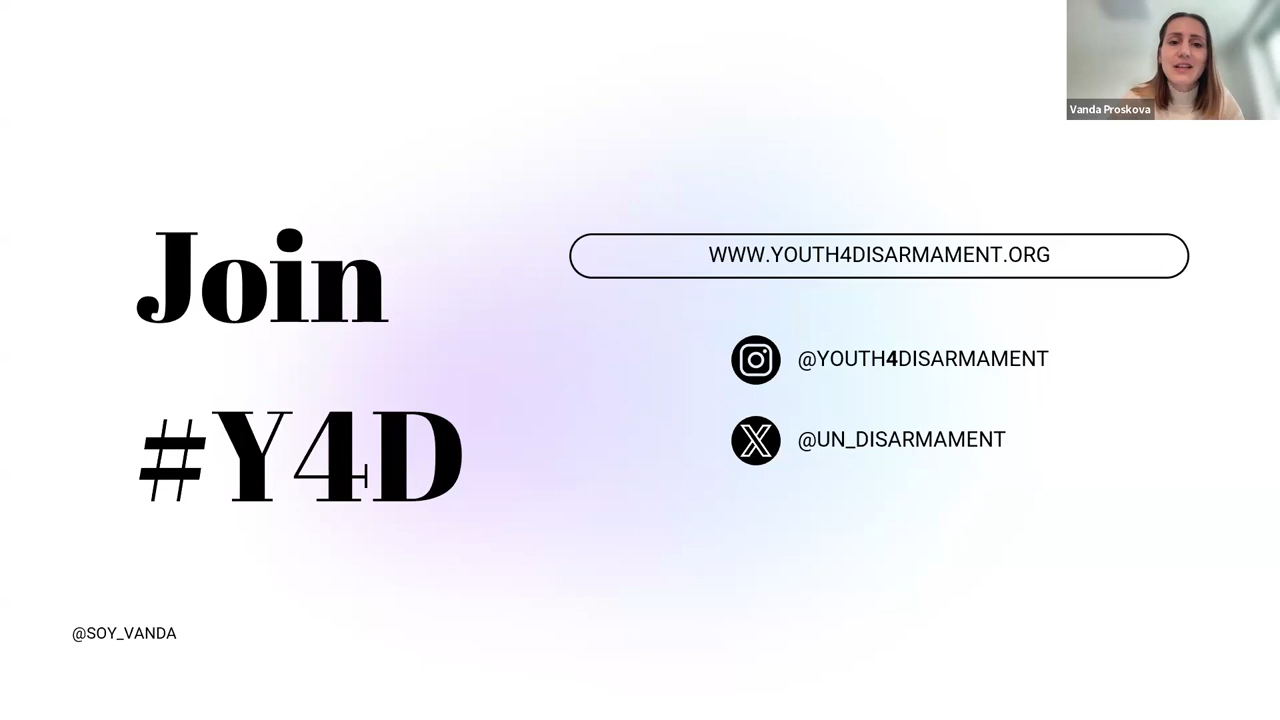 Vanda Proskova
Join
#Y4D
WWW.YOUTH4DISARMAMENT.ORG
@YOUTH4DISARMAMENT
@UN_DISARMAMENT
@SOY_VANDA